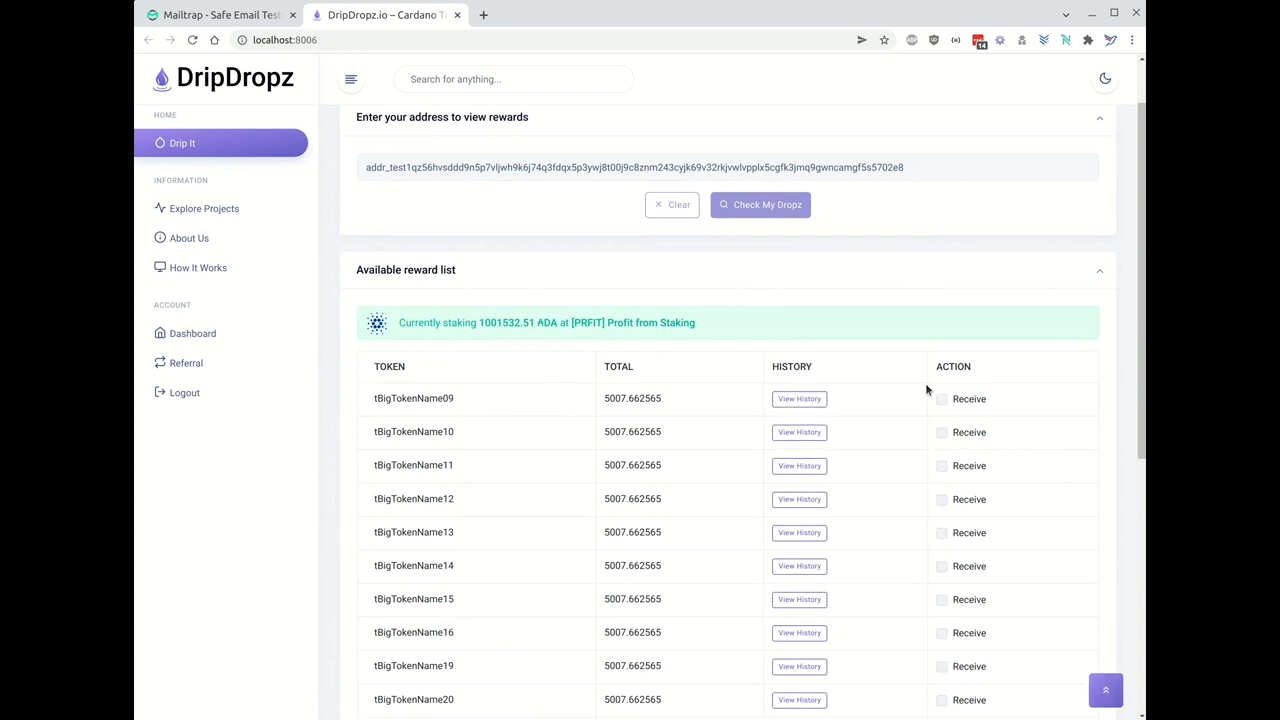 Mailtrap - Safe Email Test
DripDropz.io – Cardano T
localhost:8006
14
DripDropz
Search for anything...
HOME
Drip It
INFORMATION
Explore Projects
About Us
How It Works
ACCOUNT
Dashboard
Referral
Logout
Enter your address to view rewards
addr_test1qz56hvsddd9n5p7vljwh9k6j74q3fdqx5p3ywj8t00j9c8znm243cyjk69v32rkjvwlvpplx5cgfk3jmq9gwncamgf5s5702e8
Clear
Check My Dropz
Available reward list
Currently staking 1001532.51 ADA at [PRFIT] Profit from Staking
TOKEN TOTAL HISTORY ACTION
tBigTokenName09 5007.662565 View History Receive
tBigTokenName10 5007.662565 View History Receive
tBigTokenName11 5007.662565 View History Receive
tBigTokenName12 5007.662565 View History Receive
tBigTokenName13 5007.662565 View History Receive
tBigTokenName14 5007.662565 View History Receive
tBigTokenName15 5007.662565 View History Receive
tBigTokenName16 5007.662565 View History Receive
tBigTokenName19 5007.662565 View History Receive
tBigTokenName20 5007.662565 View History Receive